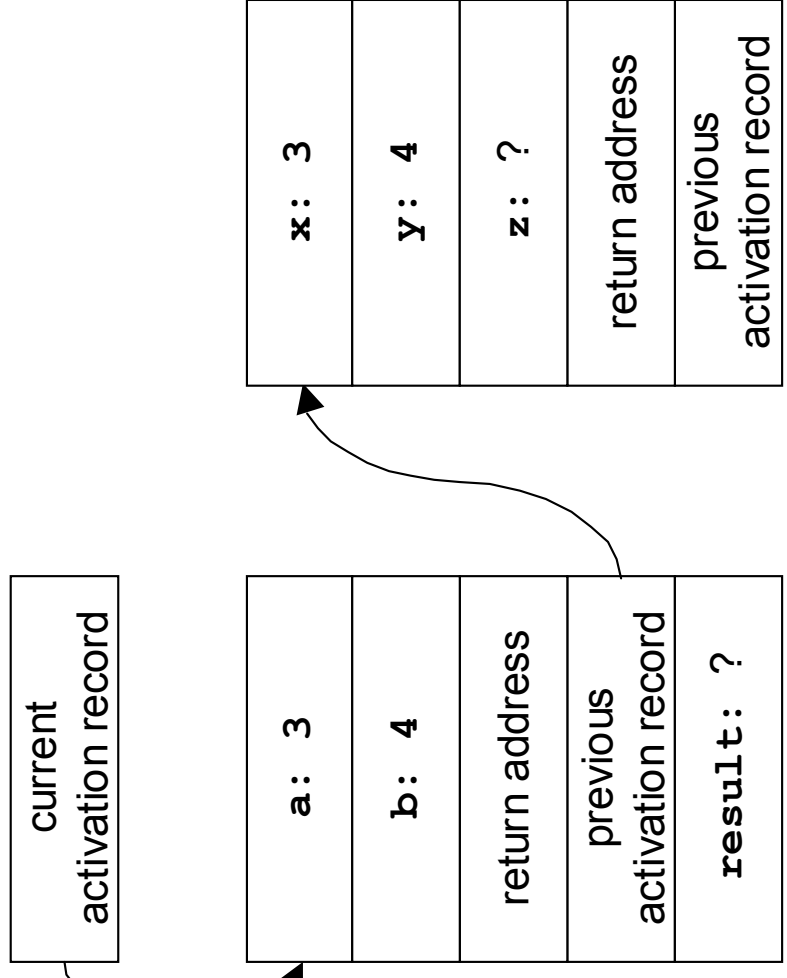 current
activation record
a: 3
b: 4
return address
previous
activation record
result: ?
x: 3
y: 4
z: ?
return address
previous
activation record